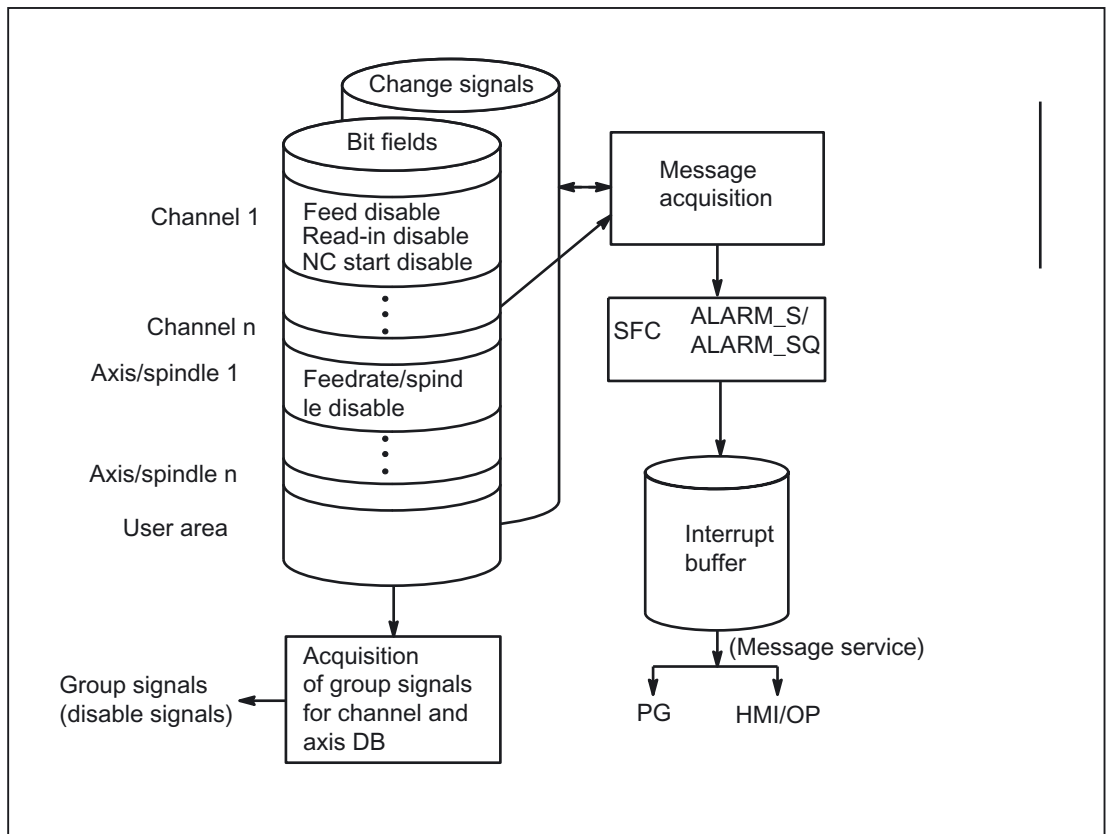 Change signals
Bit fields
Channel 1
Feed disable
Read-in disable
NC start disable
Channel n
Axis/spindle 1
Feedrate/spind
le disable
Axis/spindle n
User area
Acquisition
of group signals
for channel and
axis DB
Group signals
(disable signals)
Message
acquisition
SFC
ALARM_S/
ALARM_SQ
Interrupt
buffer
(Message service)
PG
HMI/OP